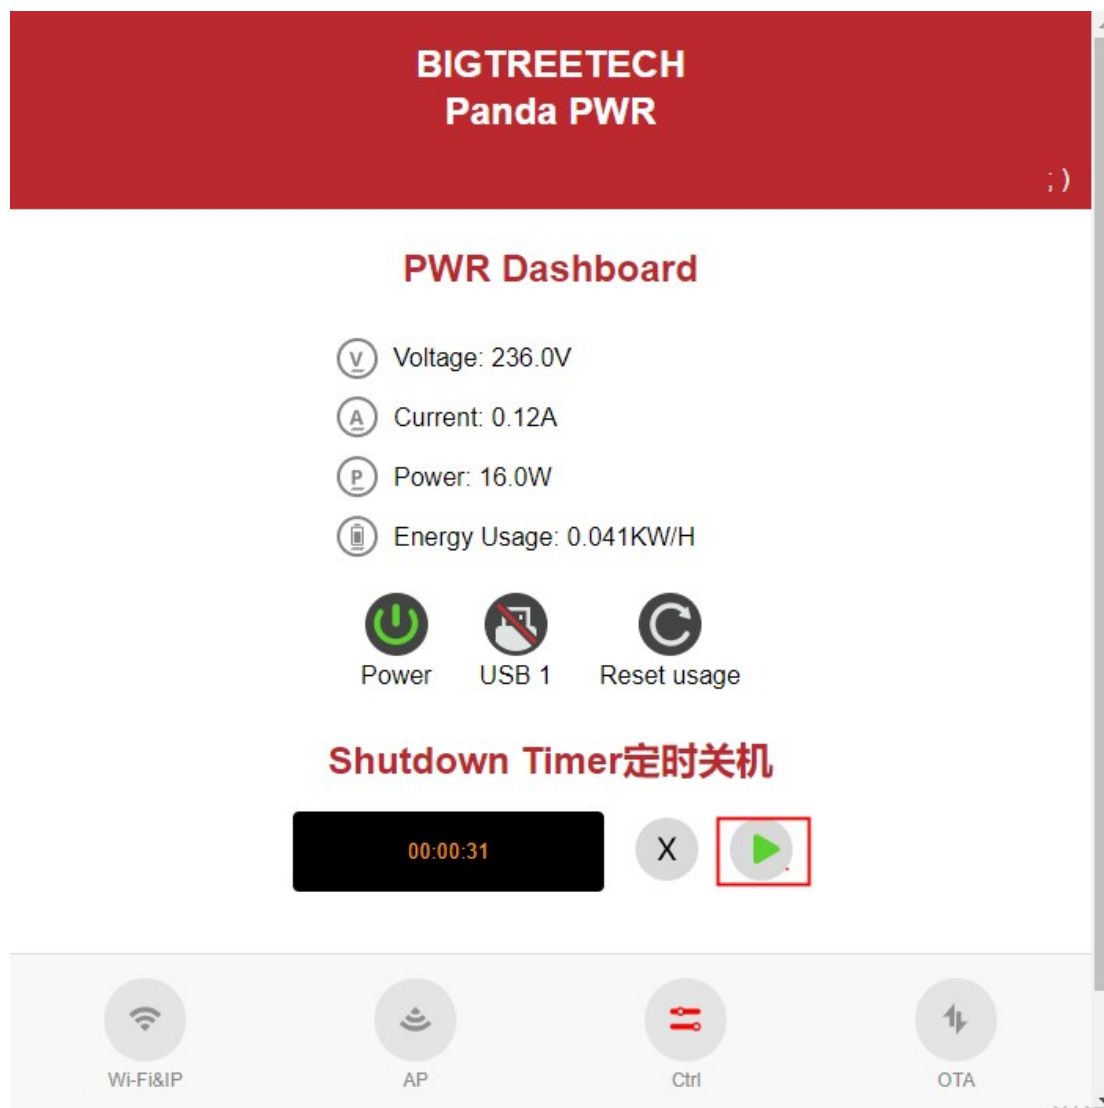 BIGTREETECH
Panda PWR
; )
PWR Dashboard
V Voltage: 236.0V
A Current: 0.12A
P Power: 16.0W
Energy Usage: 0.041KW/H
Power USB 1 Reset usage
Shutdown Timer定时关机
00:00:31 X
Wi-Fi&IP AP Ctrl OTA